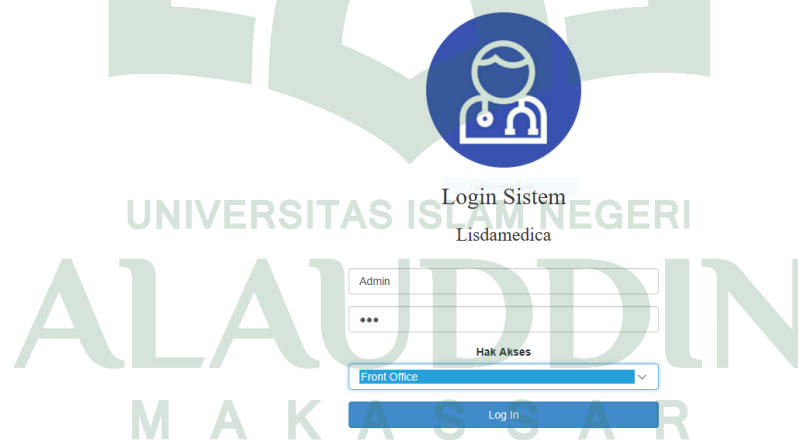 Login Sistem
UNIVERSITAS ISLAM NEGERI
Lisdamedica
ALAUDDIN
Admin
•••
Hak Akses
Front Office
Log In
MAKASSAR